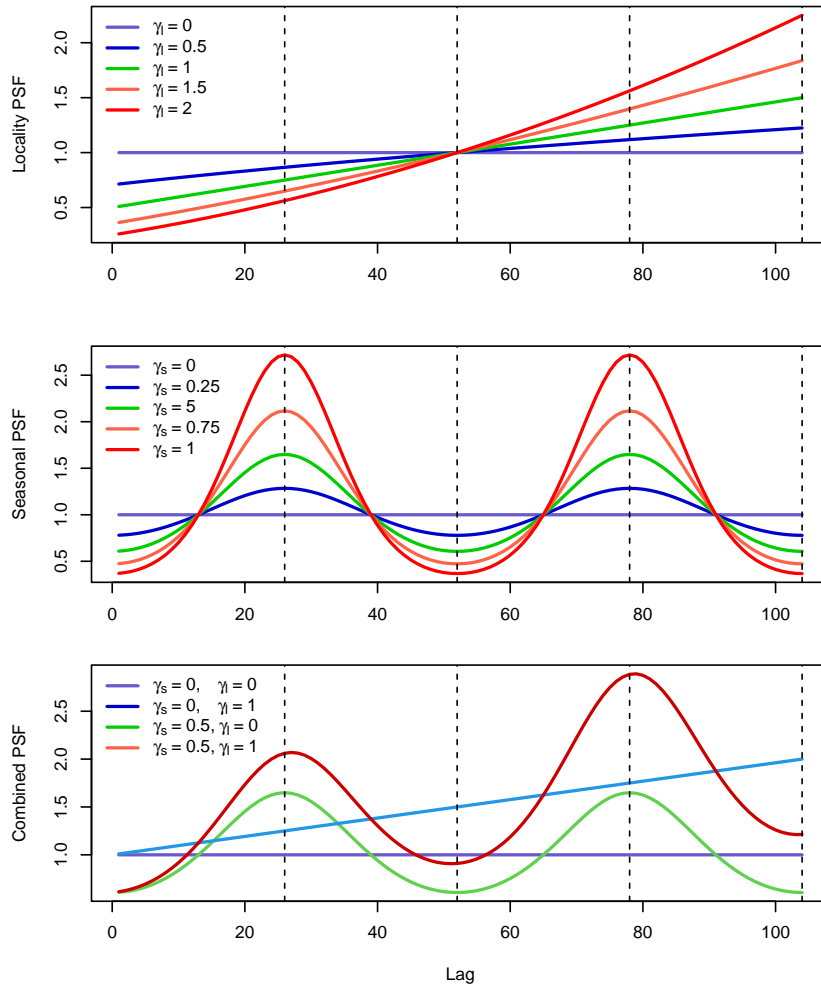 Locality PSF
2.0
1.5
1.0
0.5
γl = 0
γl = 0.5
γl = 1
γl = 1.5
γl = 2
0 20 40 60 80 100
Seasonal PSF
2.5
2.0
1.5
1.0
0.5
γs = 0
γs = 0.25
γs = 5
γs = 0.75
γs = 1
0 20 40 60 80 100
Combined PSF
2.5
2.0
1.5
1.0
γs = 0, γl = 0
γs = 0, γl = 1
γs = 0.5, γl = 0
γs = 0.5, γl = 1
0 20 40 60 80 100
Lag